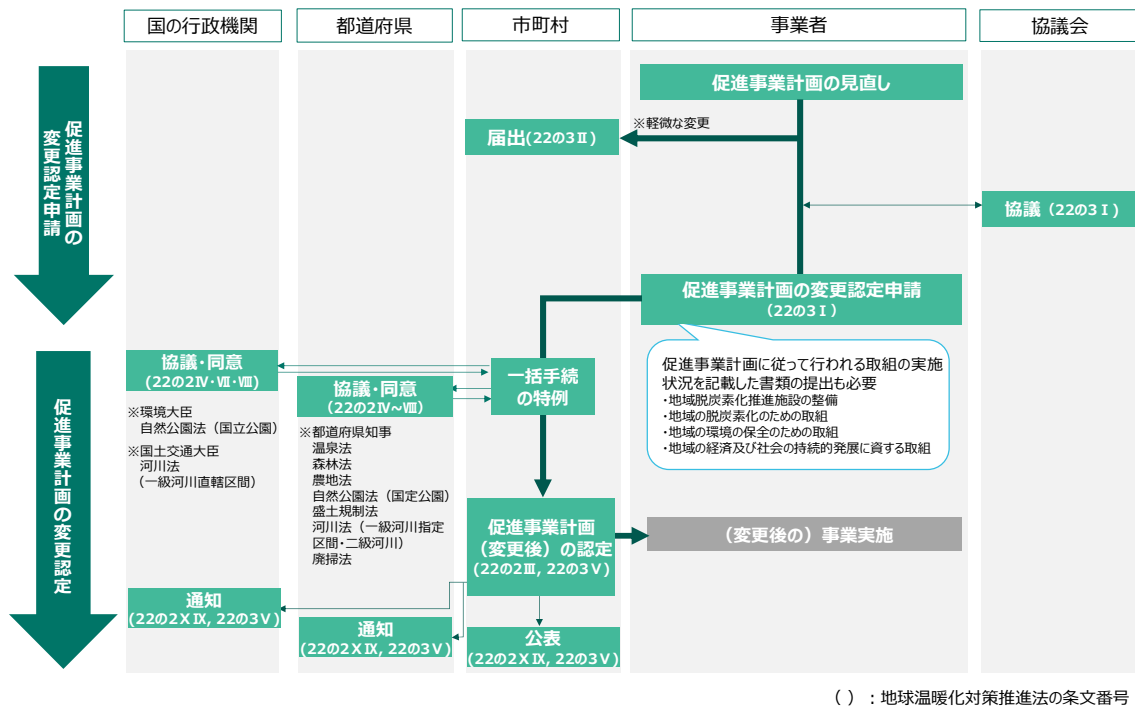 国の行政機関
都道府県
市町村
事業者
協議会
促進事業計画の
変更認定申請
促進事業計画の変更認定
促進事業計画の見直し
※軽微な変更
届出(22の3Ⅱ)
協議(22の3Ⅰ)
促進事業計画の変更認定申請
(22の3Ⅰ)
促進事業計画に従って行われる取組の実施
状況を記載した書類の提出も必要
・地域脱炭素化推進施設の整備
・地域の脱炭素化のための取組
・地域の環境の保全のための取組
・地域の経済及び社会の持続的発展に資する取組
一括手続
の特例
協議・同意
(22の2Ⅳ・Ⅶ・Ⅷ)
※環境大臣
自然公園法(国立公園)
※国土交通大臣
河川法
(一級河川直轄区間)
協議・同意
(22の2Ⅳ~Ⅷ)
※都道府県知事
温泉法
森林法
農地法
自然公園法(国定公園)
盛土規制法
河川法(一級河川指定
区間・二級河川)
廃掃法
促進事業計画
(変更後)の認定
(22の2Ⅲ, 22の3Ⅴ)
(変更後の)事業実施
通知
(22の2ⅩⅨ, 22の3Ⅴ)
通知
(22の2ⅩⅨ, 22の3Ⅴ)
公表
(22の2ⅩⅨ, 22の3Ⅴ)
( ):地球温暖化対策推進法の条文番号